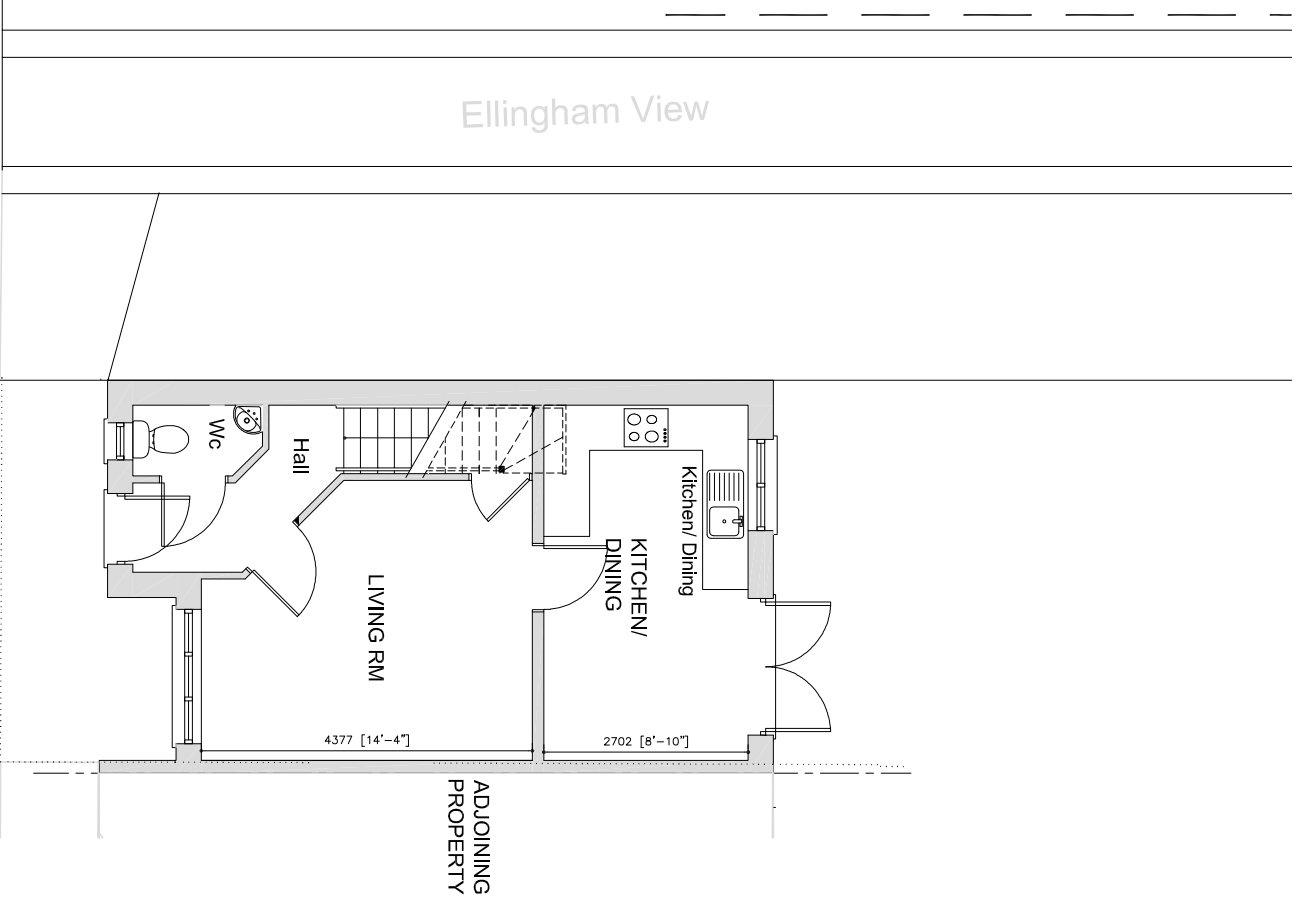 Ellingham View
Wc
Hall
Kitchen/ Dining
KITCHEN/
DINING
LIVING RM
4377 [14'-4"]
2702 [8'-10"]
ADJOINING
PROPERTY